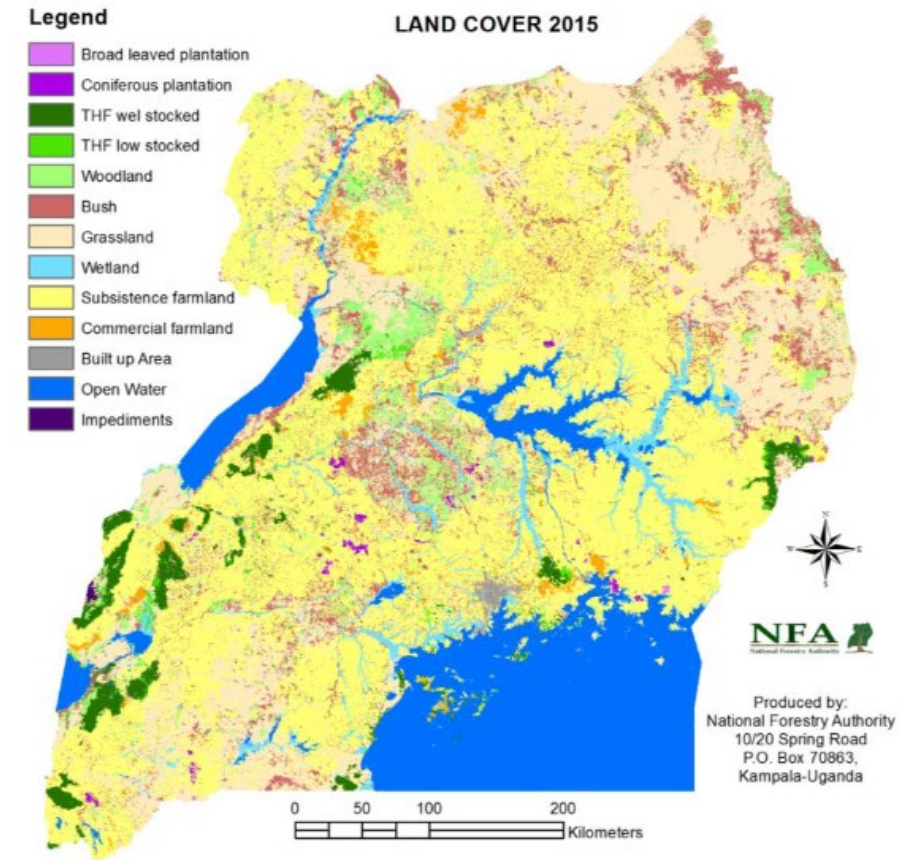 Legend
LAND COVER 2015
Broad leaved plantation
Coniferous plantation
THF wel stocked
THF low stocked
Woodland
Bush
Grassland
Wetland
Subsistence farmland
Commercial farmland
Built up Area
Open Water
Impediments
N
W
E
S
NFA
National Forestry Authority
Produced by:
National Forestry Authority
10/20 Spring Road
P.O. Box 70863,
Kampala-Uganda
0 50 100 200
Kilometers